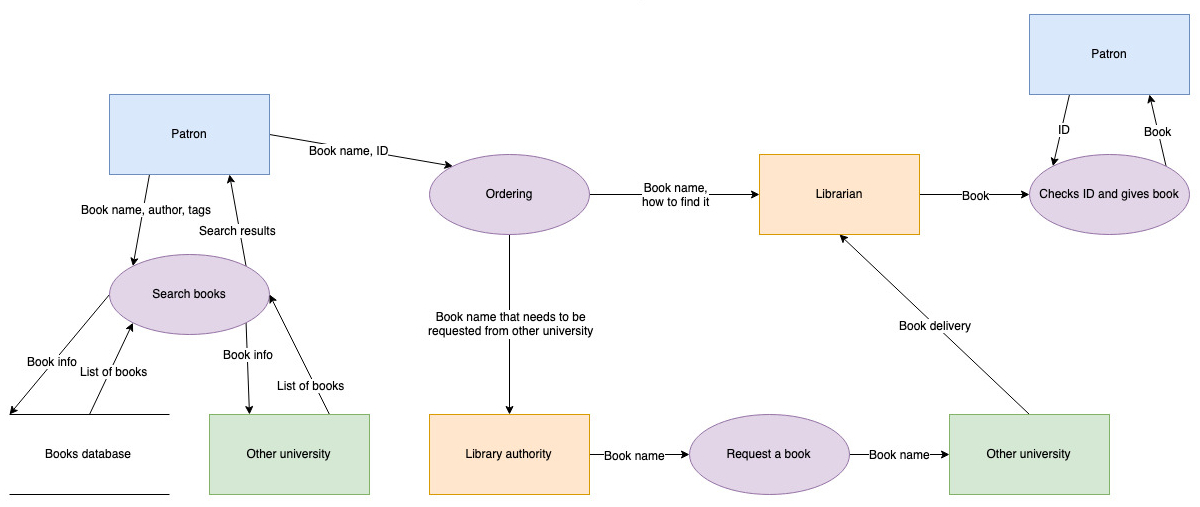 Patron
Patron
Book name, ID
ID
Book
Ordering
Book name,
how to find it
Librarian
Book
Checks ID and gives book
Book name, author, tags
Search results
Search books
Book name that needs to be
requested from other university
Book delivery
Book info
Book info
List of books
List of books
Books database
Other university
Library authority
Book name
Request a book
Book name
Other university